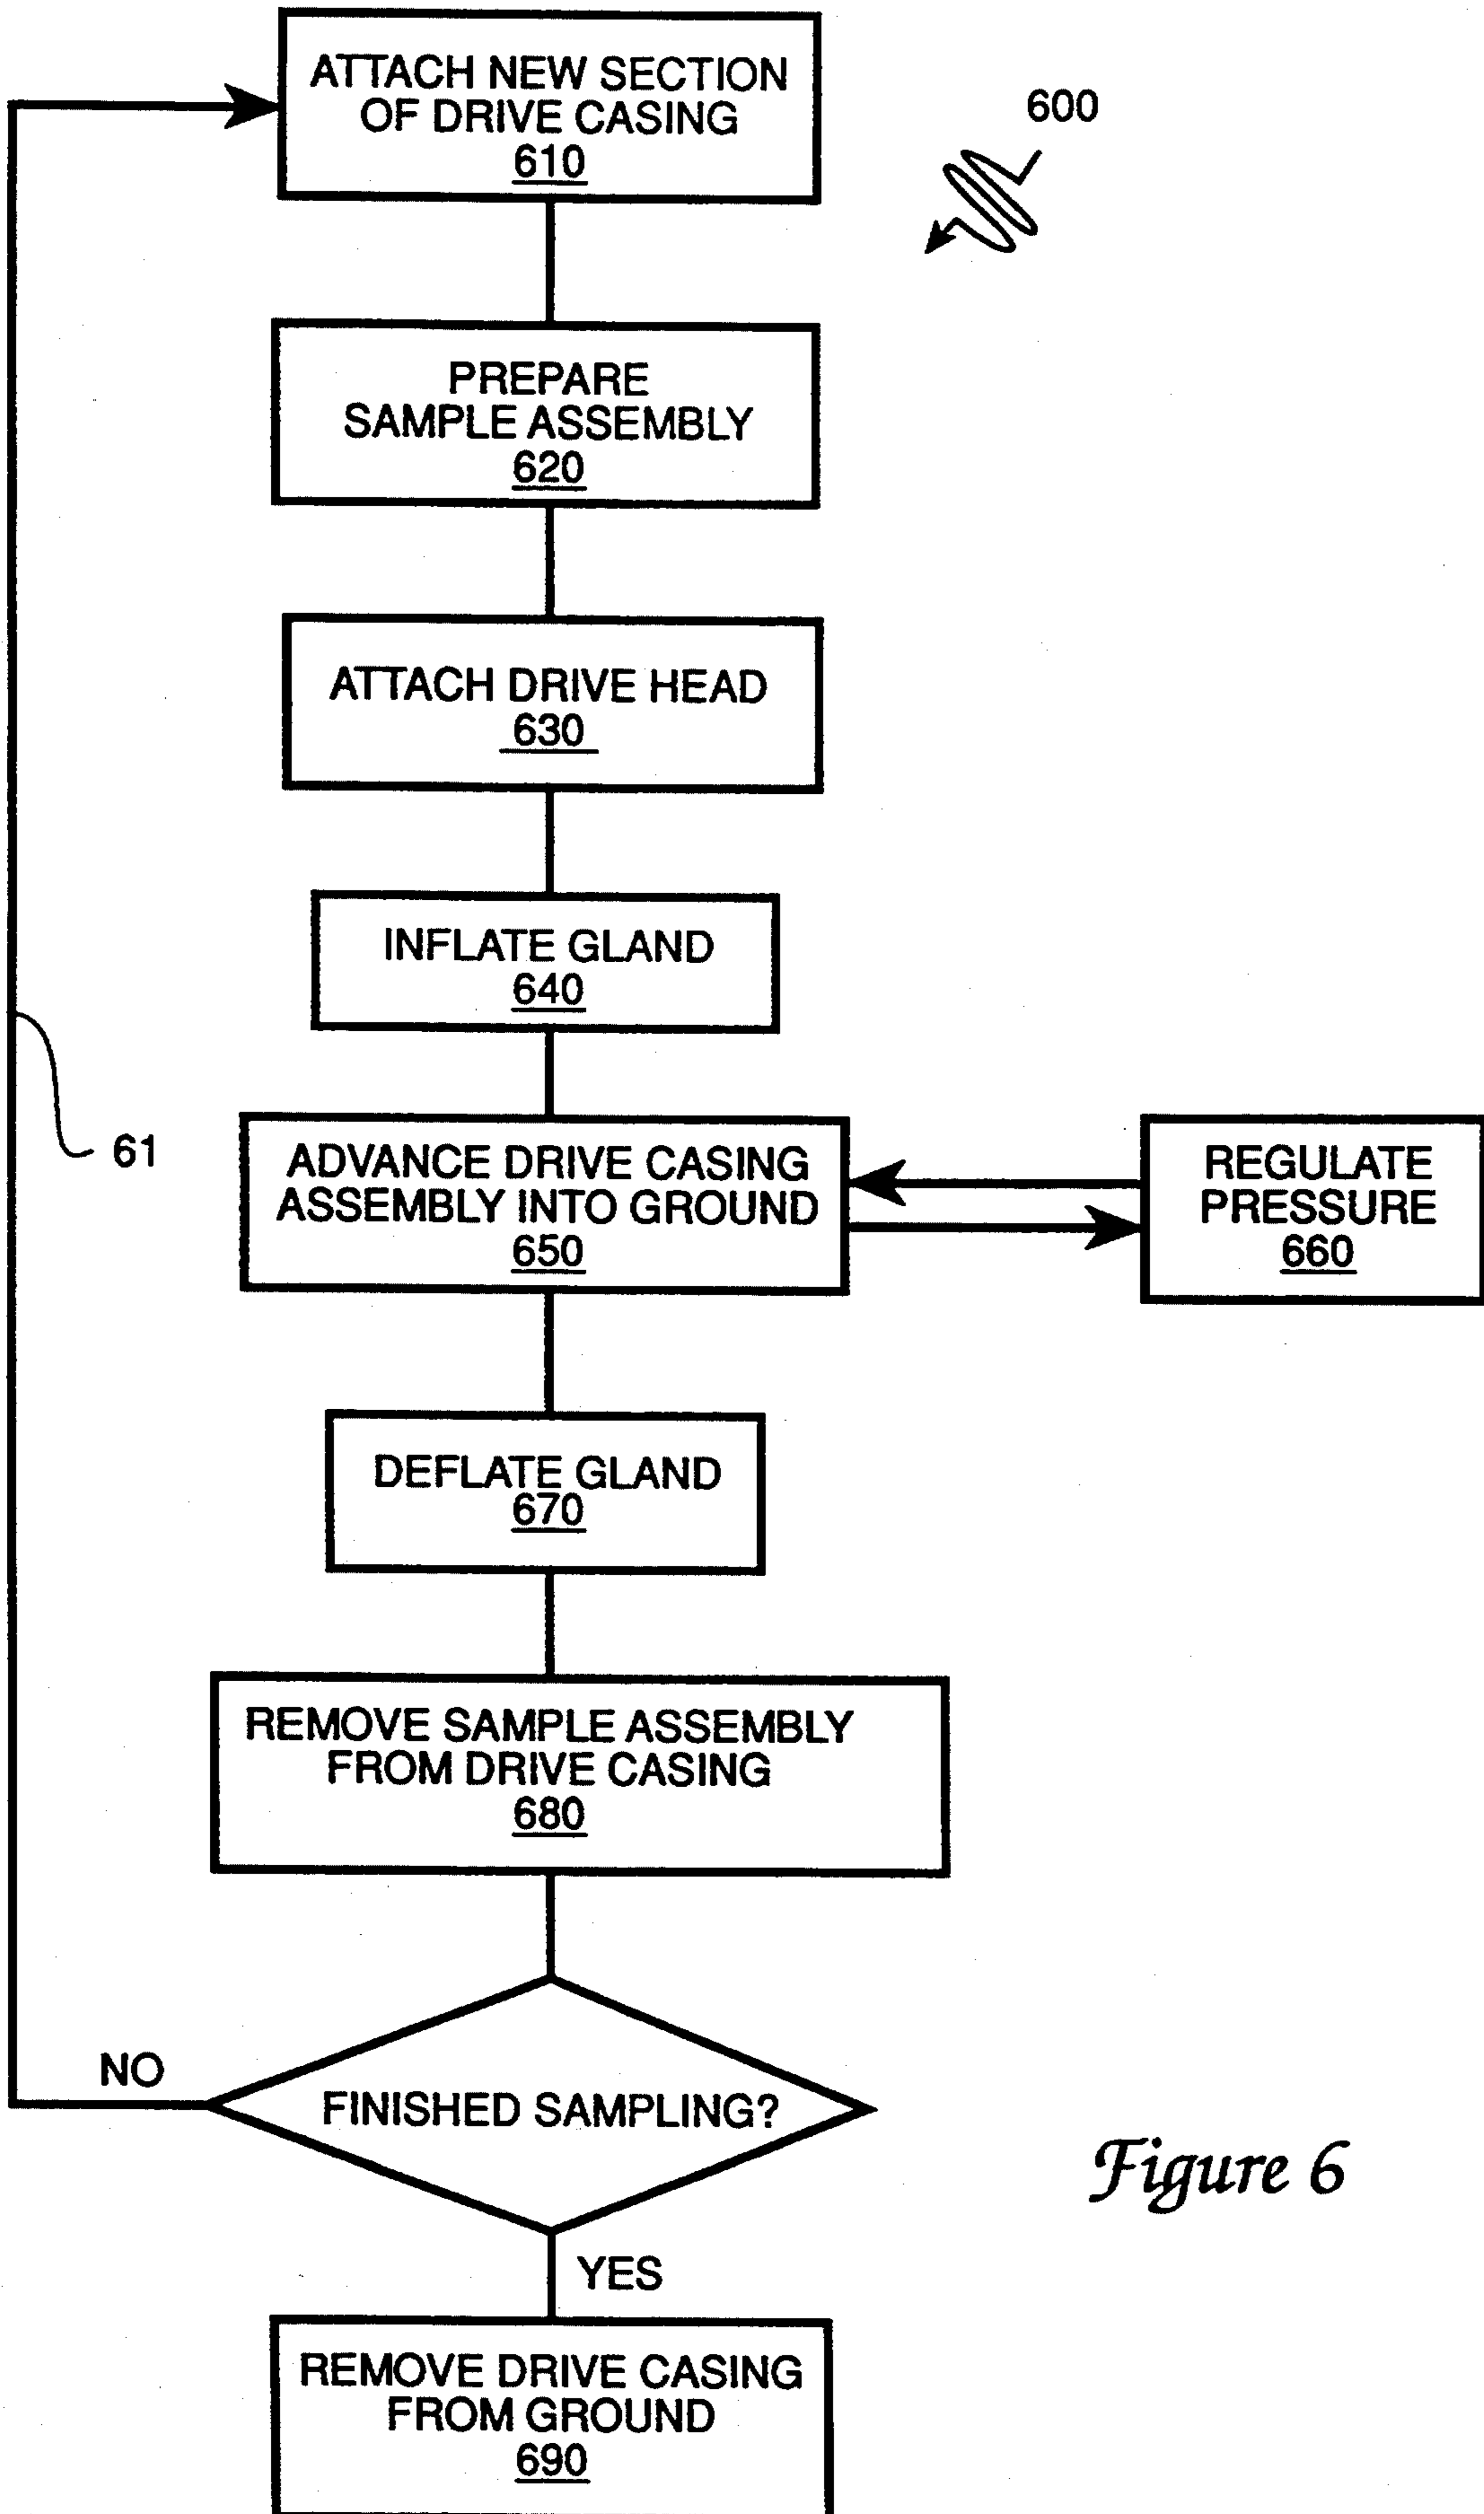 ATTACH NEW SECTION
OF DRIVE CASING
610
600
PREPARE
SAMPLE ASSEMBLY
620
ATTACH DRIVE HEAD
630
INFLATE GLAND
640
61
ADVANCE DRIVE CASING
ASSEMBLY INTO GROUND
650
REGULATE
PRESSURE
660
DEFLATE GLAND
670
REMOVE SAMPLE ASSEMBLY
FROM DRIVE CASING
680
NO
FINISHED SAMPLING?
Figure 6
YES
REMOVE DRIVE CASING
FROM GROUND
690